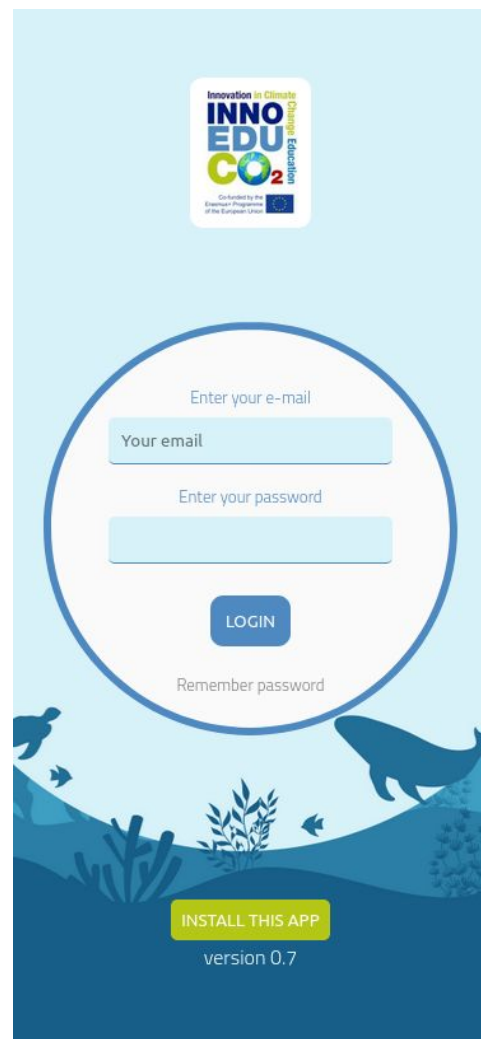 Innovation in Climate
Change Education
INNO
EDU
CO2
Co-funded by the
Erasmus+ Programme
of the European Union
Enter your e-mail
Your email
Enter your password
LOGIN
Remember password
INSTALL THIS APP
version 0.7